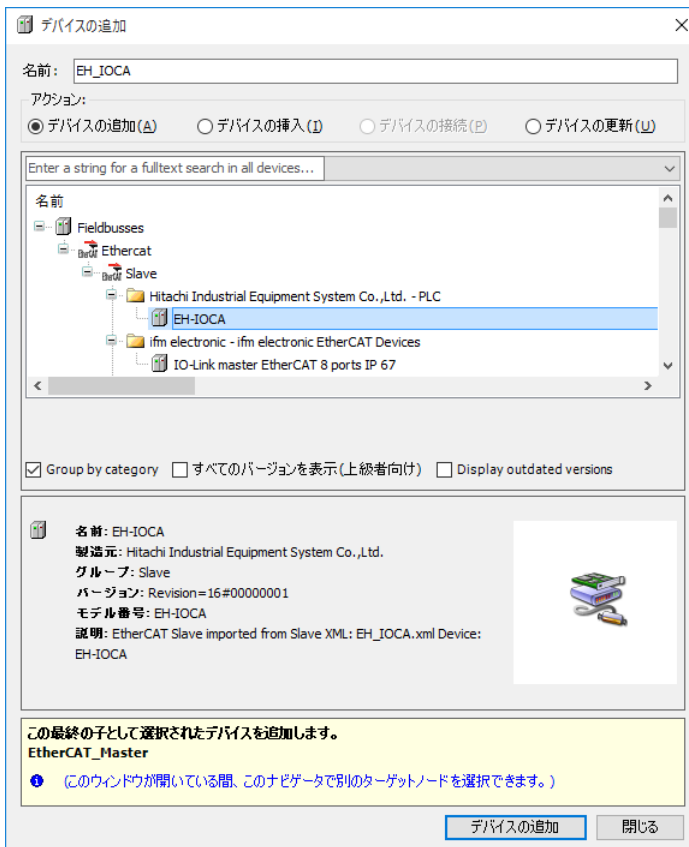 デバイスの追加
名前: EH_IOCA
アクション:
デバイスの追加(A) デバイスの挿入(I) デバイスの接続(P) デバイスの更新(U)
Enter a string for a fulltext search in all devices...
名前
Fieldbusses
Ethercat
Slave
Hitachi Industrial Equipment System Co.,Ltd. - PLC
EH-IOCA
ifm electronic - ifm electronic EtherCAT Devices
IO-Link master EtherCAT 8 ports IP 67
Group by category すべてのバージョンを表示(上級者向け) Display outdated versions
名前: EH-IOCA
製造元: Hitachi Industrial Equipment System Co.,Ltd.
グループ: Slave
バージョン: Revision=16#00000001
モデル番号: EH-IOCA
説明: EtherCAT Slave imported from Slave XML: EH_IOCA.xml Device:
EH-IOCA
この最終の子として選択されたデバイスを追加します。
EtherCAT_Master
(このウィンドウが開いている間、このナビゲータで別のターゲットノードを選択できます。)
デバイスの追加 閉じる